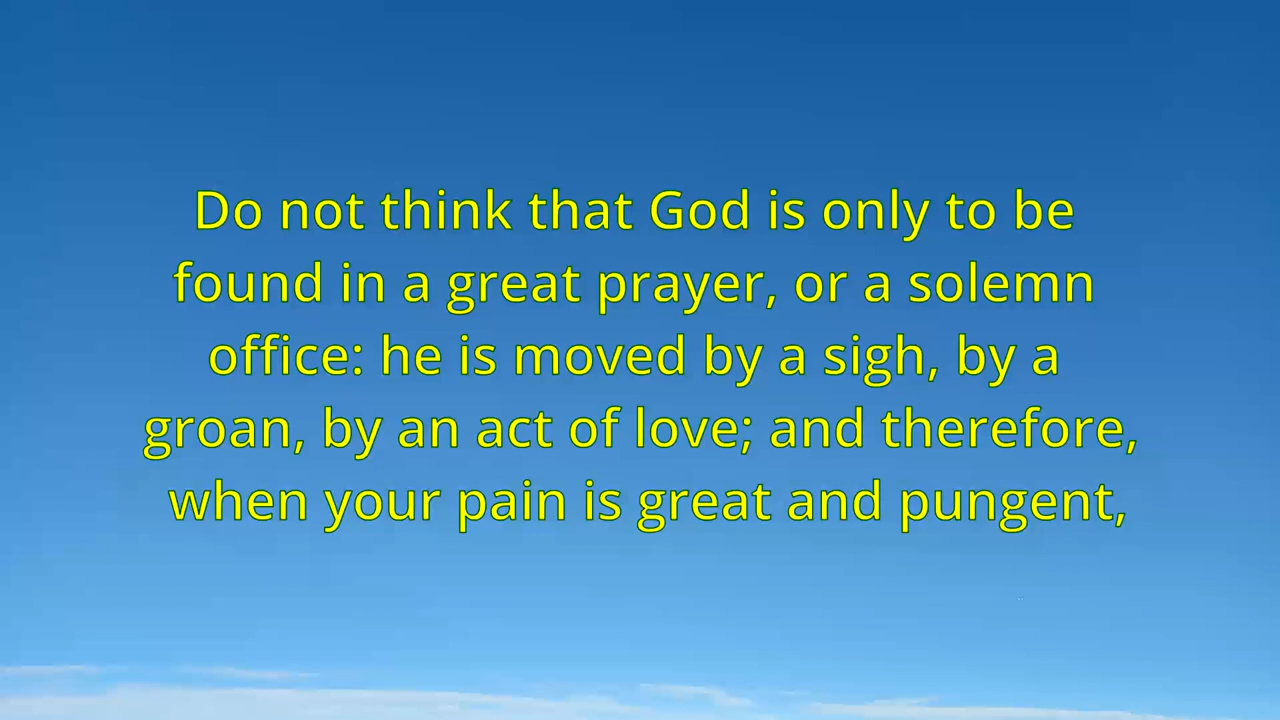 Do not think that God is only to be
found in a great prayer, or a solemn
office: he is moved by a sigh, by a
groan, by an act of love; and therefore,
when your pain is great and pungent,